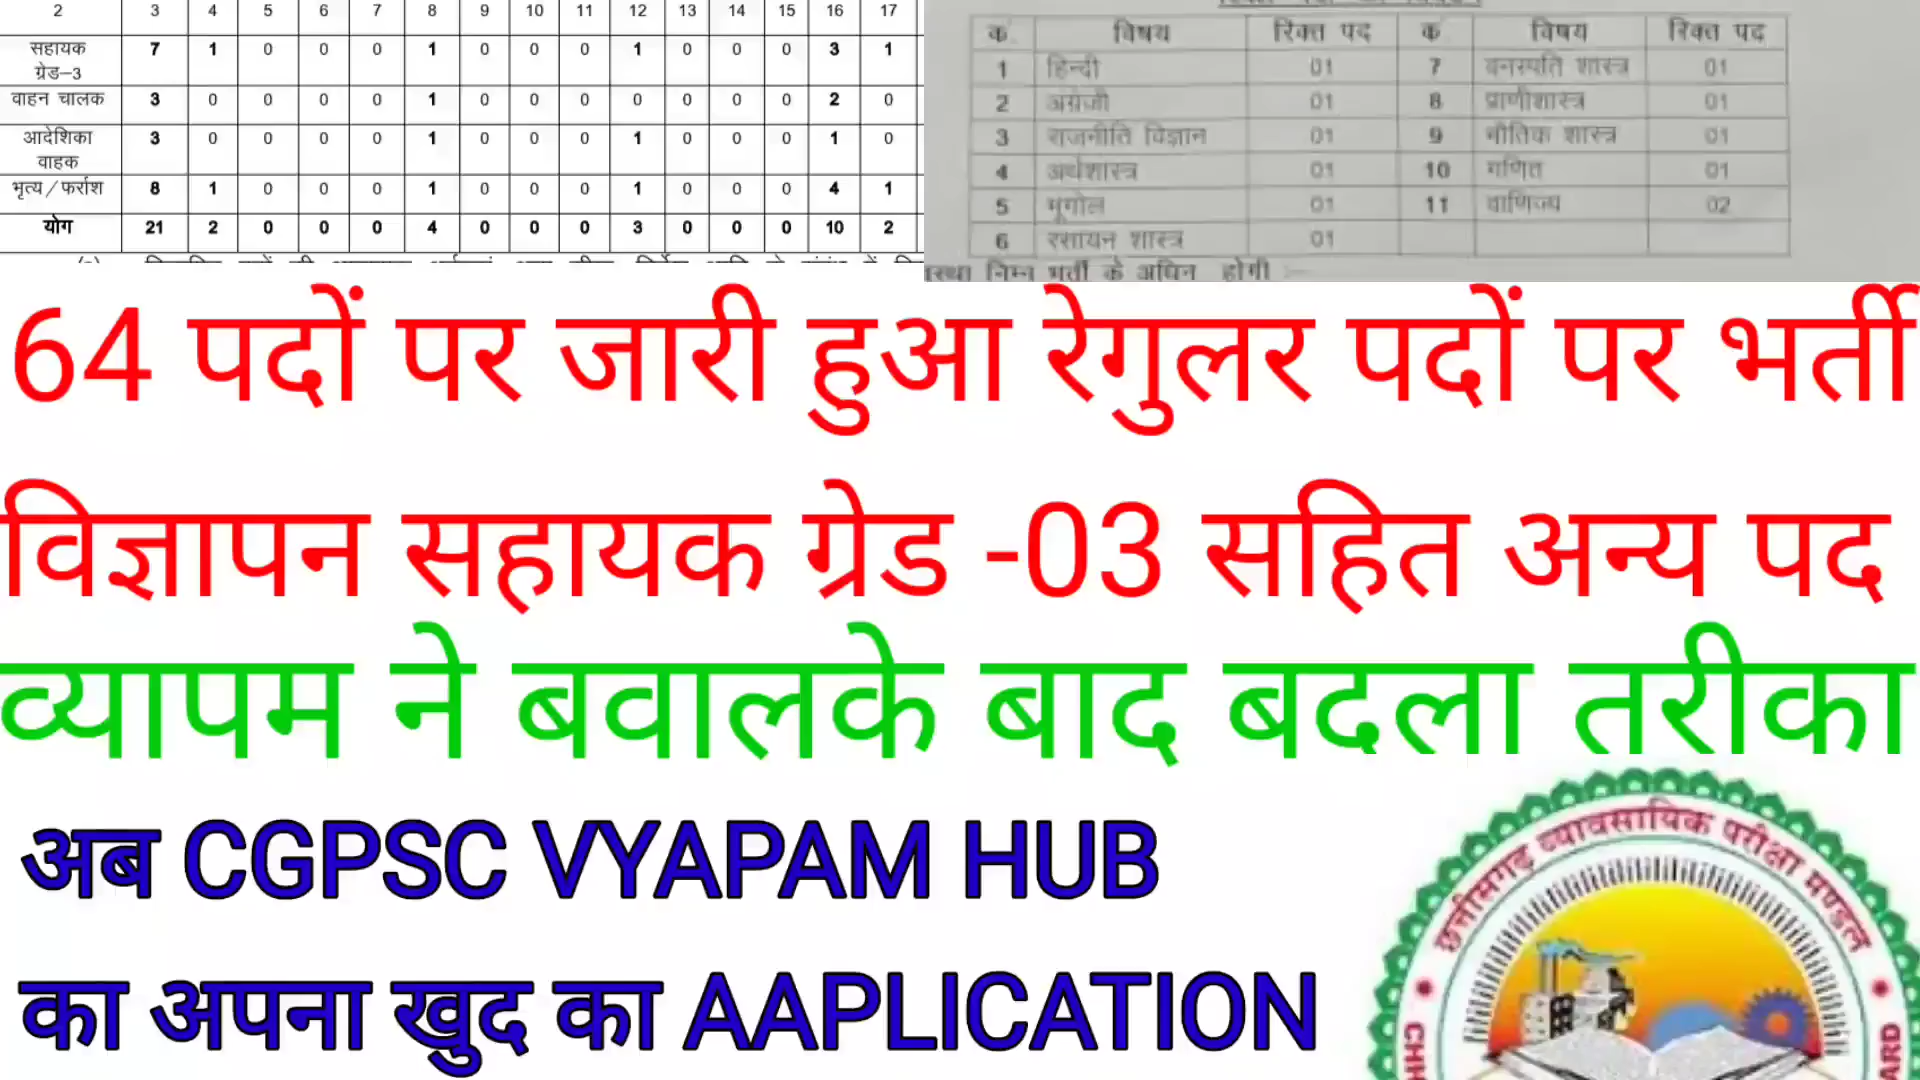 2 3 4 5 6 7 8 9 10 11 12 13 14 15 16 17
सहायक 7 1 0 0 0 1 0 0 0 1 0 0 0 3 1
ग्रेड–3
वाहन चालक 3 0 0 0 0 1 0 0 0 0 0 0 0 2 0
आदेशिका 3 0 0 0 0 1 0 0 0 1 0 0 0 1 0
वाहक
भृत्य/फर्राश 8 1 0 0 0 1 0 0 0 1 0 0 0 4 1
योग 21 2 0 0 0 4 0 0 0 3 0 0 0 10 2
क. विषय रिक्त पद क. विषय रिक्त पद
1 हिन्दी 01 7 वनस्पति शास्त्र 01
2 अंग्रेजी 01 8 प्राणीशास्त्र 01
3 राजनीति विज्ञान 01 9 भौतिक शास्त्र 01
4 अर्थशास्त्र 01 10 गणित 01
5 भूगोल 01 11 वाणिज्य 02
6 रसायन शास्त्र 01
निम्न भर्ती के अधिन होगी :–
64 पदों पर जारी हुआ रेगुलर पदों पर भर्ती
विज्ञापन सहायक ग्रेड -03 सहित अन्य पद
व्यापम ने बवालके बाद बदला तरीका
अब CGPSC VYAPAM HUB
का अपना खुद का AAPLICATION
छत्तीसगढ़ व्यावसायिक परीक्षा मण्डल